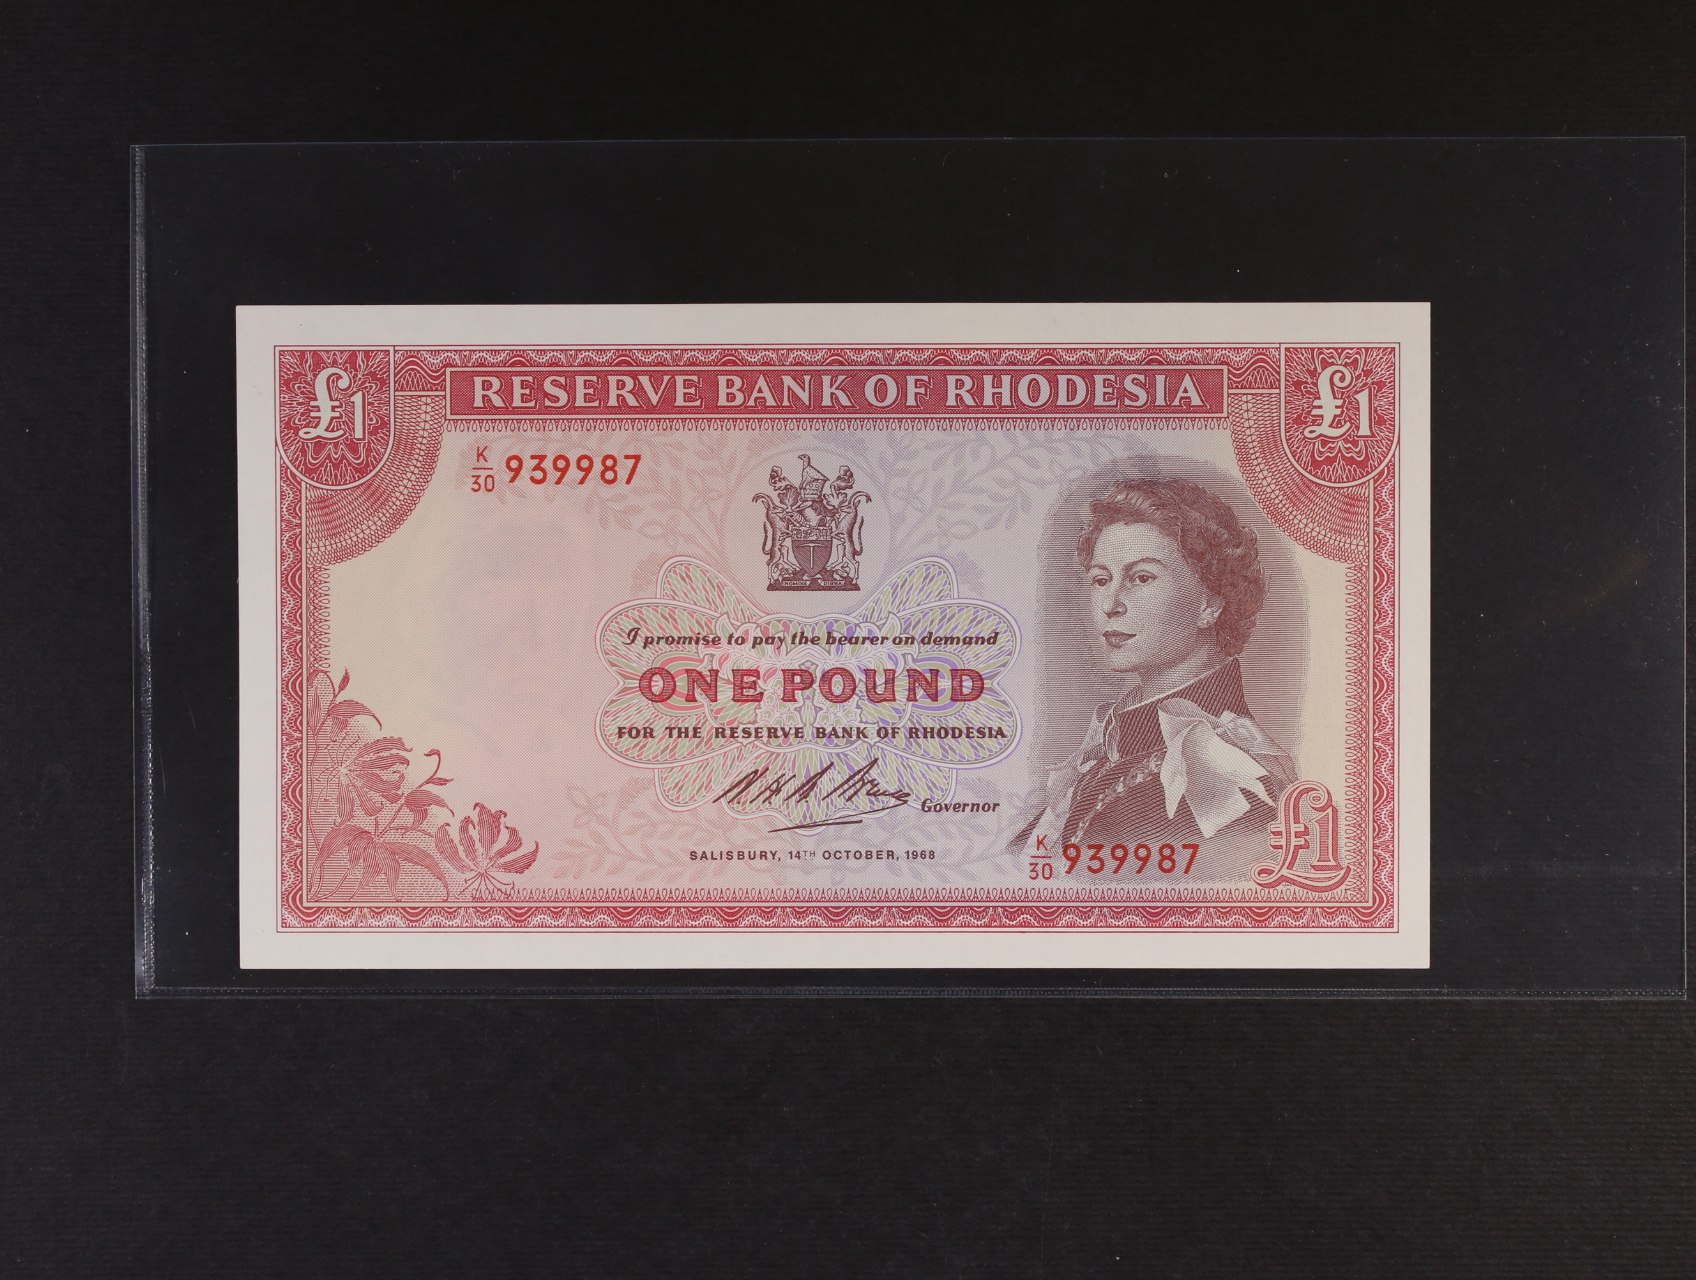 £1 RESERVE BANK OF RHODESIA £1
K/30 939987
I promise to pay the bearer on demand
ONE POUND
FOR THE RESERVE BANK OF RHODESIA
Governor
SALISBURY, 14TH OCTOBER, 1968
K/30 939987
£1